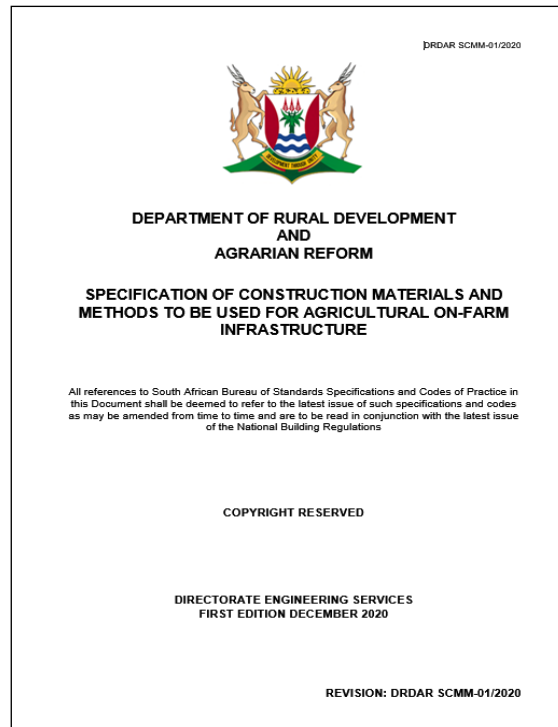 DRDAR SCMM-01/2020
DEVELOPMENT THROUGH UNITY
DEPARTMENT OF RURAL DEVELOPMENT
AND
AGRARIAN REFORM
SPECIFICATION OF CONSTRUCTION MATERIALS AND
METHODS TO BE USED FOR AGRICULTURAL ON-FARM
INFRASTRUCTURE
All references to South African Bureau of Standards Specifications and Codes of Practice in
this Document shall be deemed to refer to the latest issue of such specifications and codes
as may be amended from time to time and are to be read in conjunction with the latest issue
of the National Building Regulations
COPYRIGHT RESERVED
DIRECTORATE ENGINEERING SERVICES
FIRST EDITION DECEMBER 2020
REVISION: DRDAR SCMM-01/2020